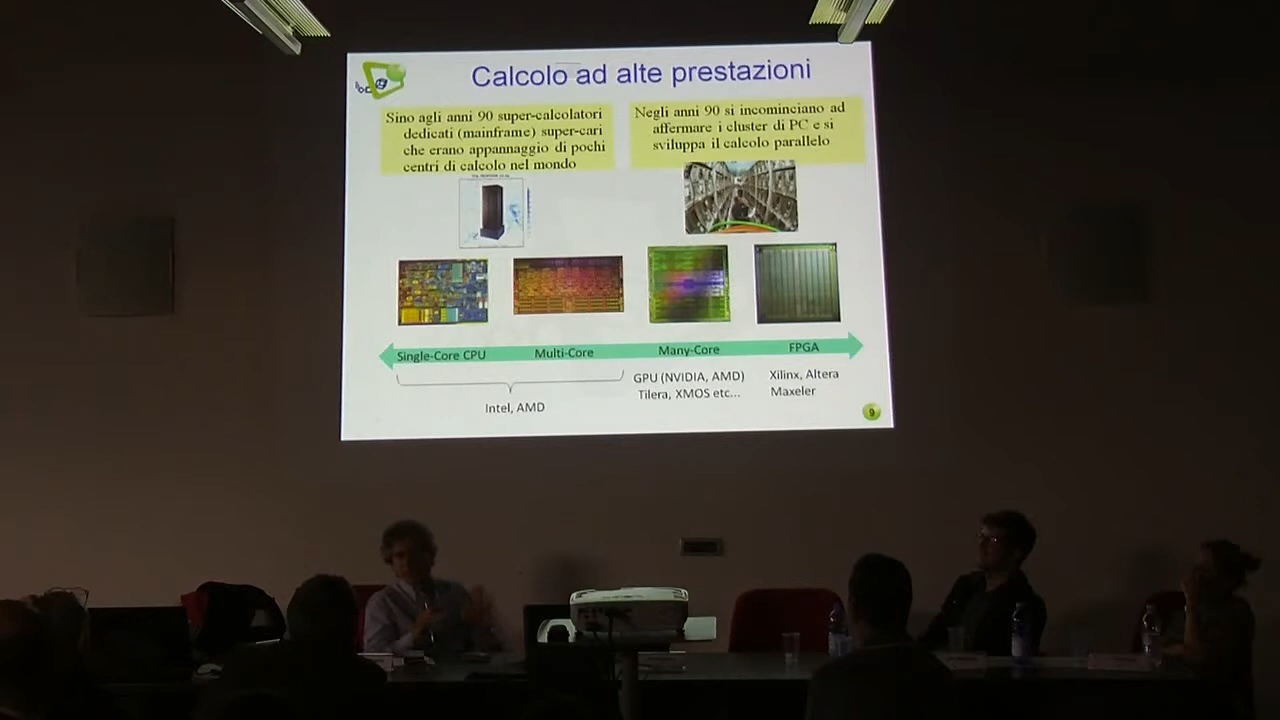 Calcolo ad alte prestazioni
Sino agli anni 90 super-calcolatori
dedicati (mainframe) super-cari
che erano appannaggio di pochi
centri di calcolo nel mondo
Negli anni 90 si incominciano ad
affermare i cluster di PC e si
sviluppa il calcolo parallelo
Single-Core CPU
Multi-Core
Many-Core
FPGA
Intel, AMD
GPU (NVIDIA, AMD)
Tilera, XMOS etc...
Xilinx, Altera
Maxeler
9